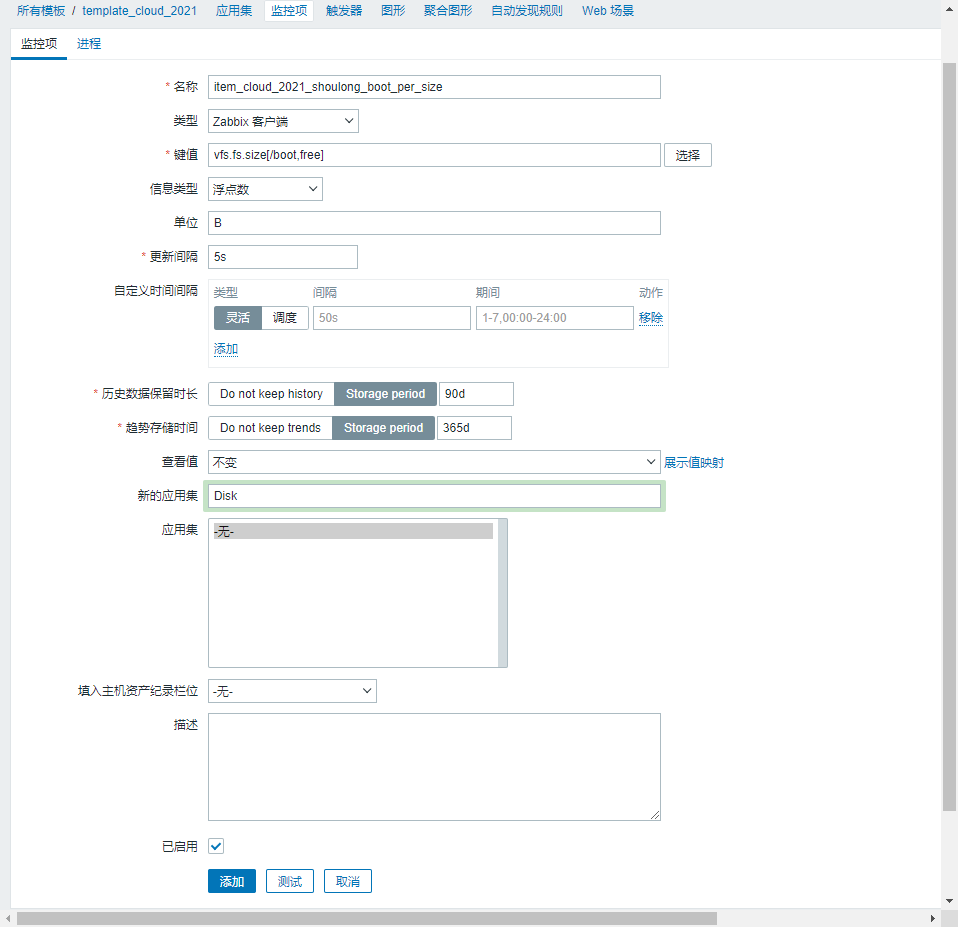 所有模板 / template_cloud_2021 应用集 监控项 触发器 图形 聚合图形 自动发现规则 Web 场景
监控项 进程
* 名称 item_cloud_2021_shoulong_boot_per_size
类型 Zabbix 客户端
* 键值 vfs.fs.size[/boot,free] 选择
信息类型 浮点数
单位 B
* 更新间隔 5s
自定义时间间隔 类型 间隔 期间 动作
灵活 调度 50s 1-7,00:00-24:00 移除
添加
* 历史数据保留时长 Do not keep history Storage period 90d
* 趋势存储时间 Do not keep trends Storage period 365d
查看值 不变 展示值映射
新的应用集 Disk
应用集 -无-
填入主机资产纪录栏位 -无-
描述
已启用
添加 测试 取消